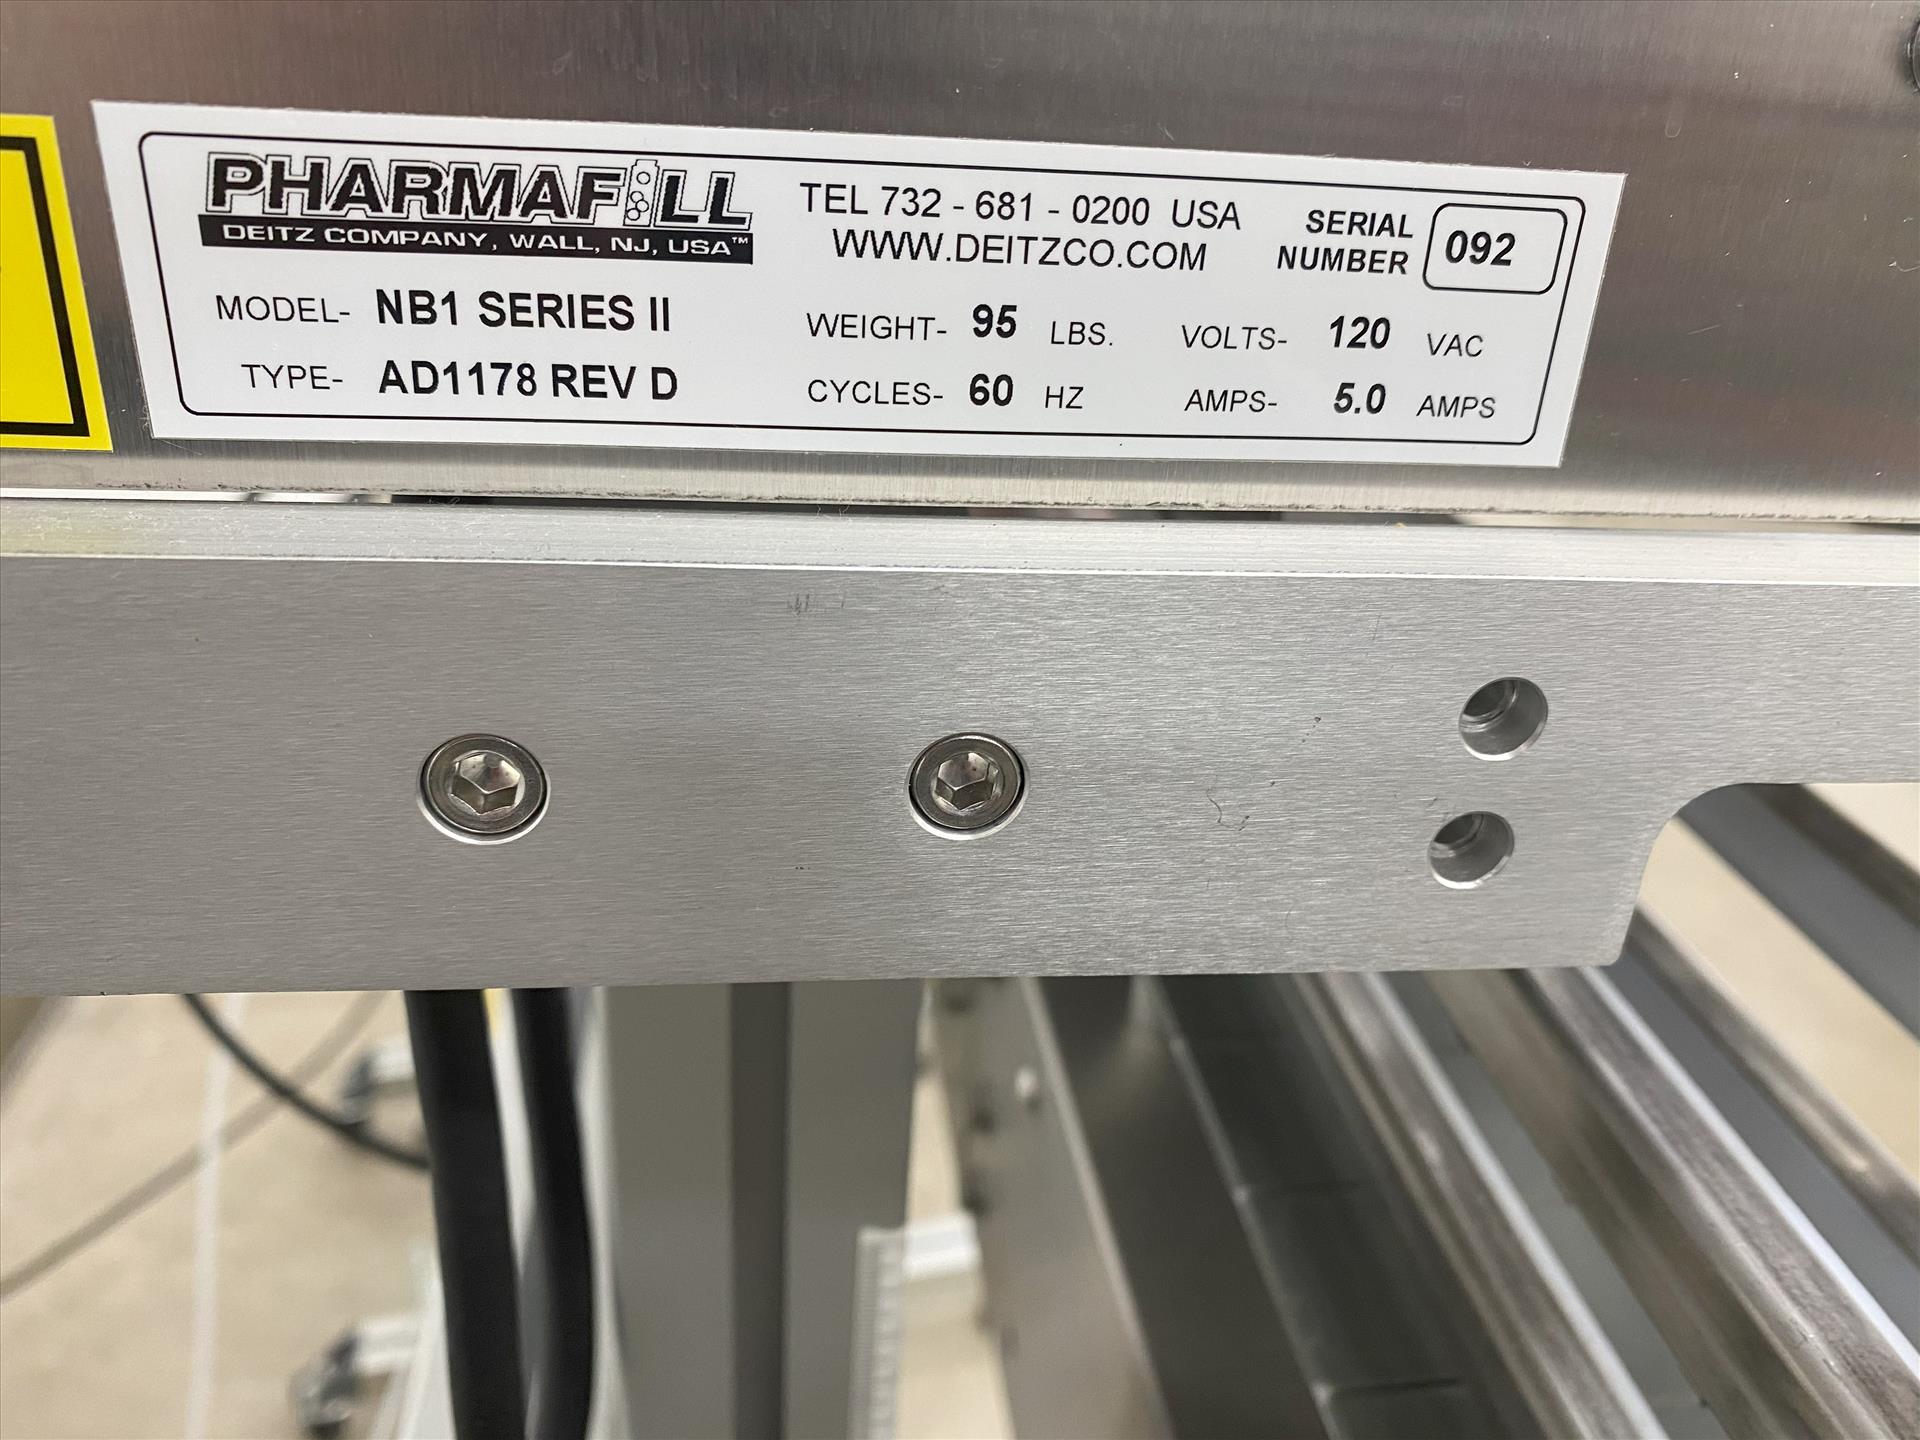 PHARMAFILL
DEITZ COMPANY, WALL, NJ, USA™
TEL 732 - 681 - 0200 USA
WWW.DEITZCO.COM
SERIAL
NUMBER
092
MODEL- NB1 SERIES II
WEIGHT- 95 LBS.
VOLTS- 120 VAC
TYPE- AD1178 REV D
CYCLES- 60 HZ
AMPS- 5.0 AMPS